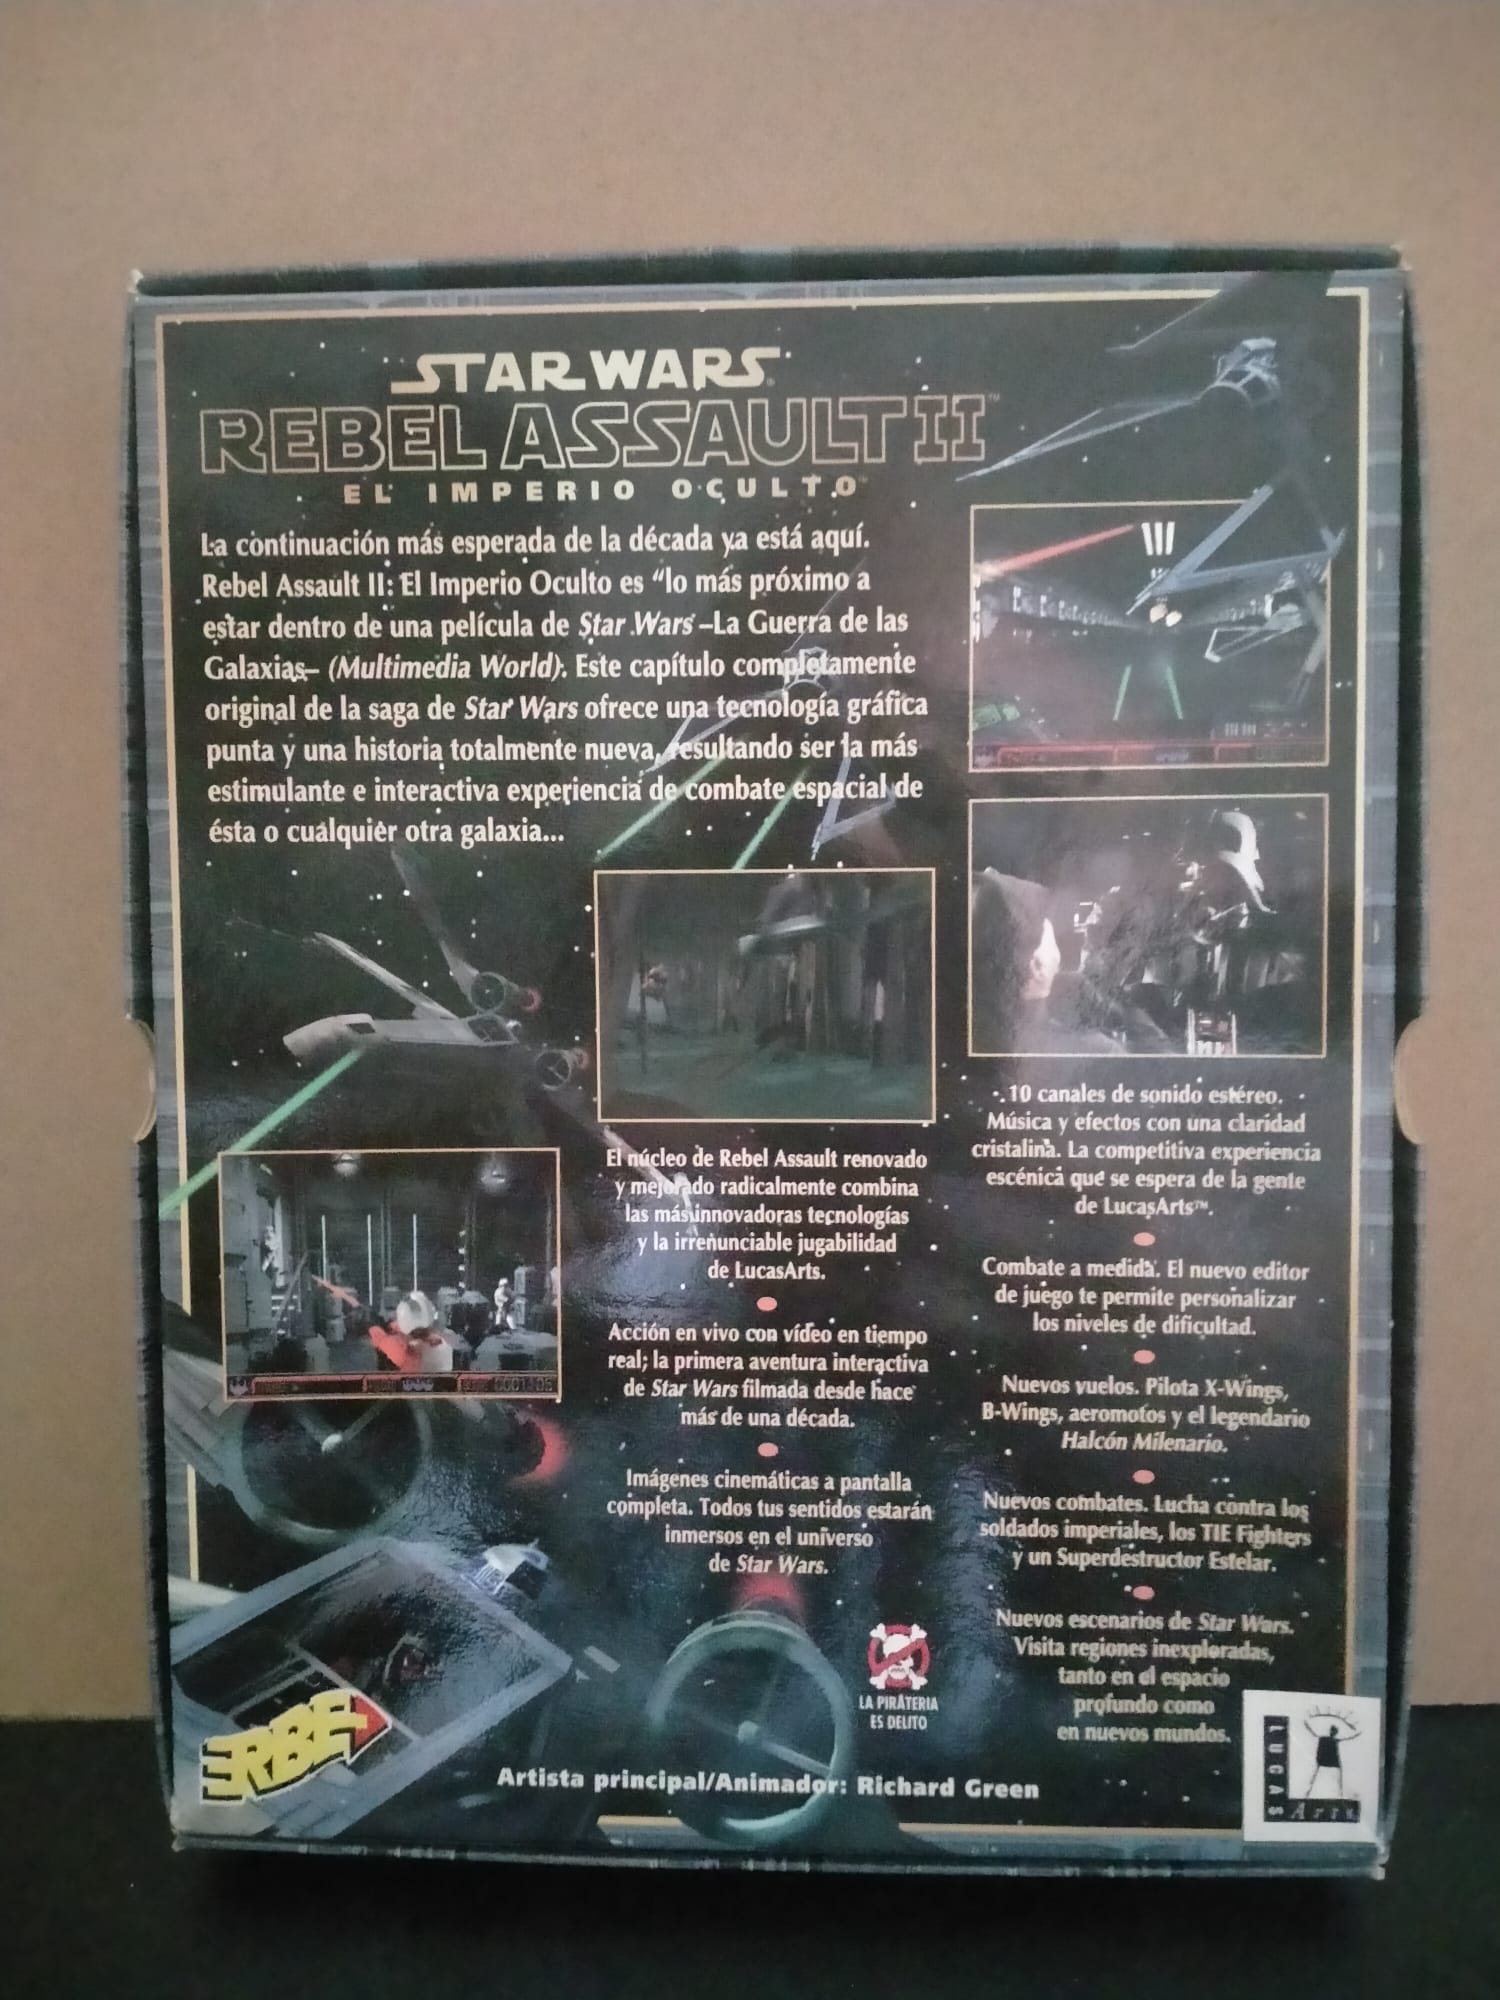 STAR WARS
REBEL ASSAULT II™
EL IMPERIO OCULTO™
La continuación más esperada de la década ya está aquí.
Rebel Assault II: El Imperio Oculto es “lo más próximo a
estar dentro de una película de Star Wars –La Guerra de las
Galaxias– (Multimedia World). Este capítulo completamente
original de la saga de Star Wars ofrece una tecnología gráfica
punta y una historia totalmente nueva, resultando ser la más
estimulante e interactiva experiencia de combate espacial de
ésta o cualquier otra galaxia...
El núcleo de Rebel Assault renovado
y mejorado radicalmente combina
las más innovadoras tecnologías
y la irrenunciable jugabilidad
de LucasArts.
Acción en vivo con vídeo en tiempo
real; la primera aventura interactiva
de Star Wars filmada desde hace
más de una década.
Imágenes cinemáticas a pantalla
completa. Todos tus sentidos estarán
inmersos en el universo
de Star Wars.
10 canales de sonido estéreo.
Música y efectos con una claridad
cristalina. La competitiva experiencia
escénica que se espera de la gente
de LucasArts™.
Combate a medida. El nuevo editor
de juego te permite personalizar
los niveles de dificultad.
Nuevos vuelos. Pilota X-Wings,
B-Wings, aeromotos y el legendario
Halcón Milenario.
Nuevos combates. Lucha contra los
soldados imperiales, los TIE Fighters
y un Superdestructor Estelar.
Nuevos escenarios de Star Wars.
Visita regiones inexploradas,
tanto en el espacio
profundo como
en nuevos mundos.
LA PIRATERIA
ES DELITO
ERBE
Artista principal/Animador: Richard Green
LUCAS
Arts